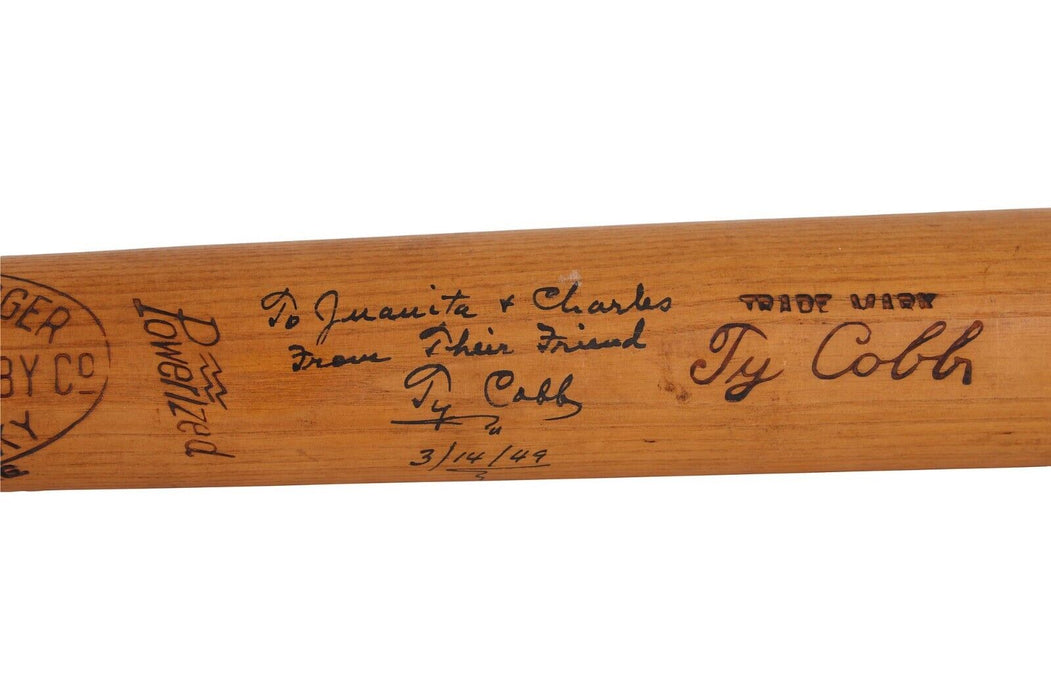 GER
BY CO
TY
Powerized
To Juanita & Charles
From Their Friend
Ty Cobb
3/14/49
TRADE MARK
Ty Cobb